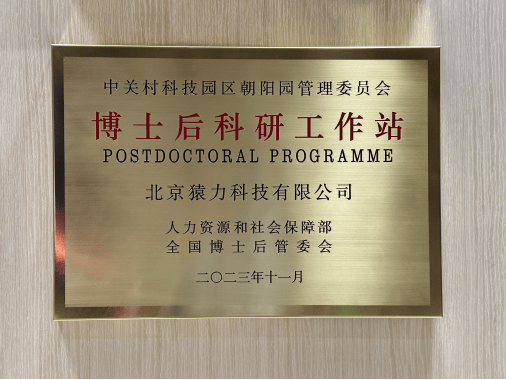 中关村科技园区朝阳园管理委员会
博士后科研工作站
POSTDOCTORAL PROGRAMME
北京猿力科技有限公司
人力资源和社会保障部
全国博士后管委会
二〇二三年十一月